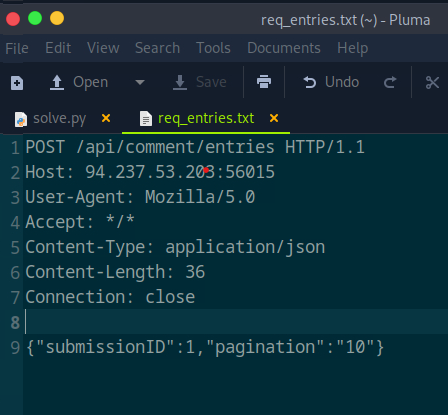 req_entries.txt (~) - Pluma
File Edit View Search Tools Documents Help
Open Save Undo
solve.py × req_entries.txt ×
1 POST /api/comment/entries HTTP/1.1
2 Host: 94.237.53.203:56015
3 User-Agent: Mozilla/5.0
4 Accept: */*
5 Content-Type: application/json
6 Content-Length: 36
7 Connection: close
8
9 {"submissionID":1,"pagination":"10"}